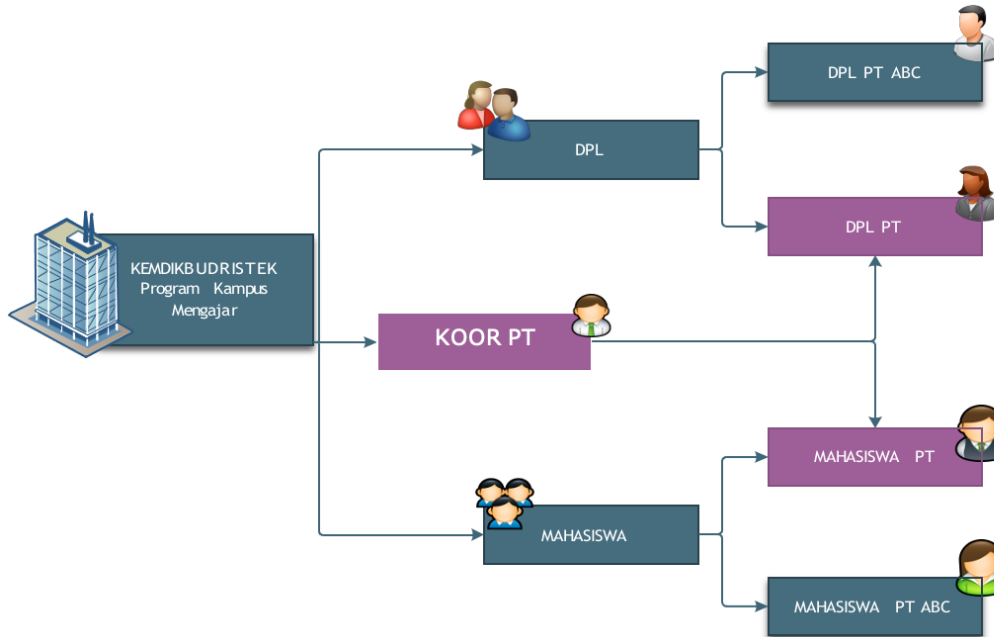 DPL PT ABC
DPL
DPL PT
KEMDIKBUDRISTEK
Program Kampus
Mengajar
KOOR PT
MAHASISWA PT
MAHASISWA
MAHASISWA PT ABC